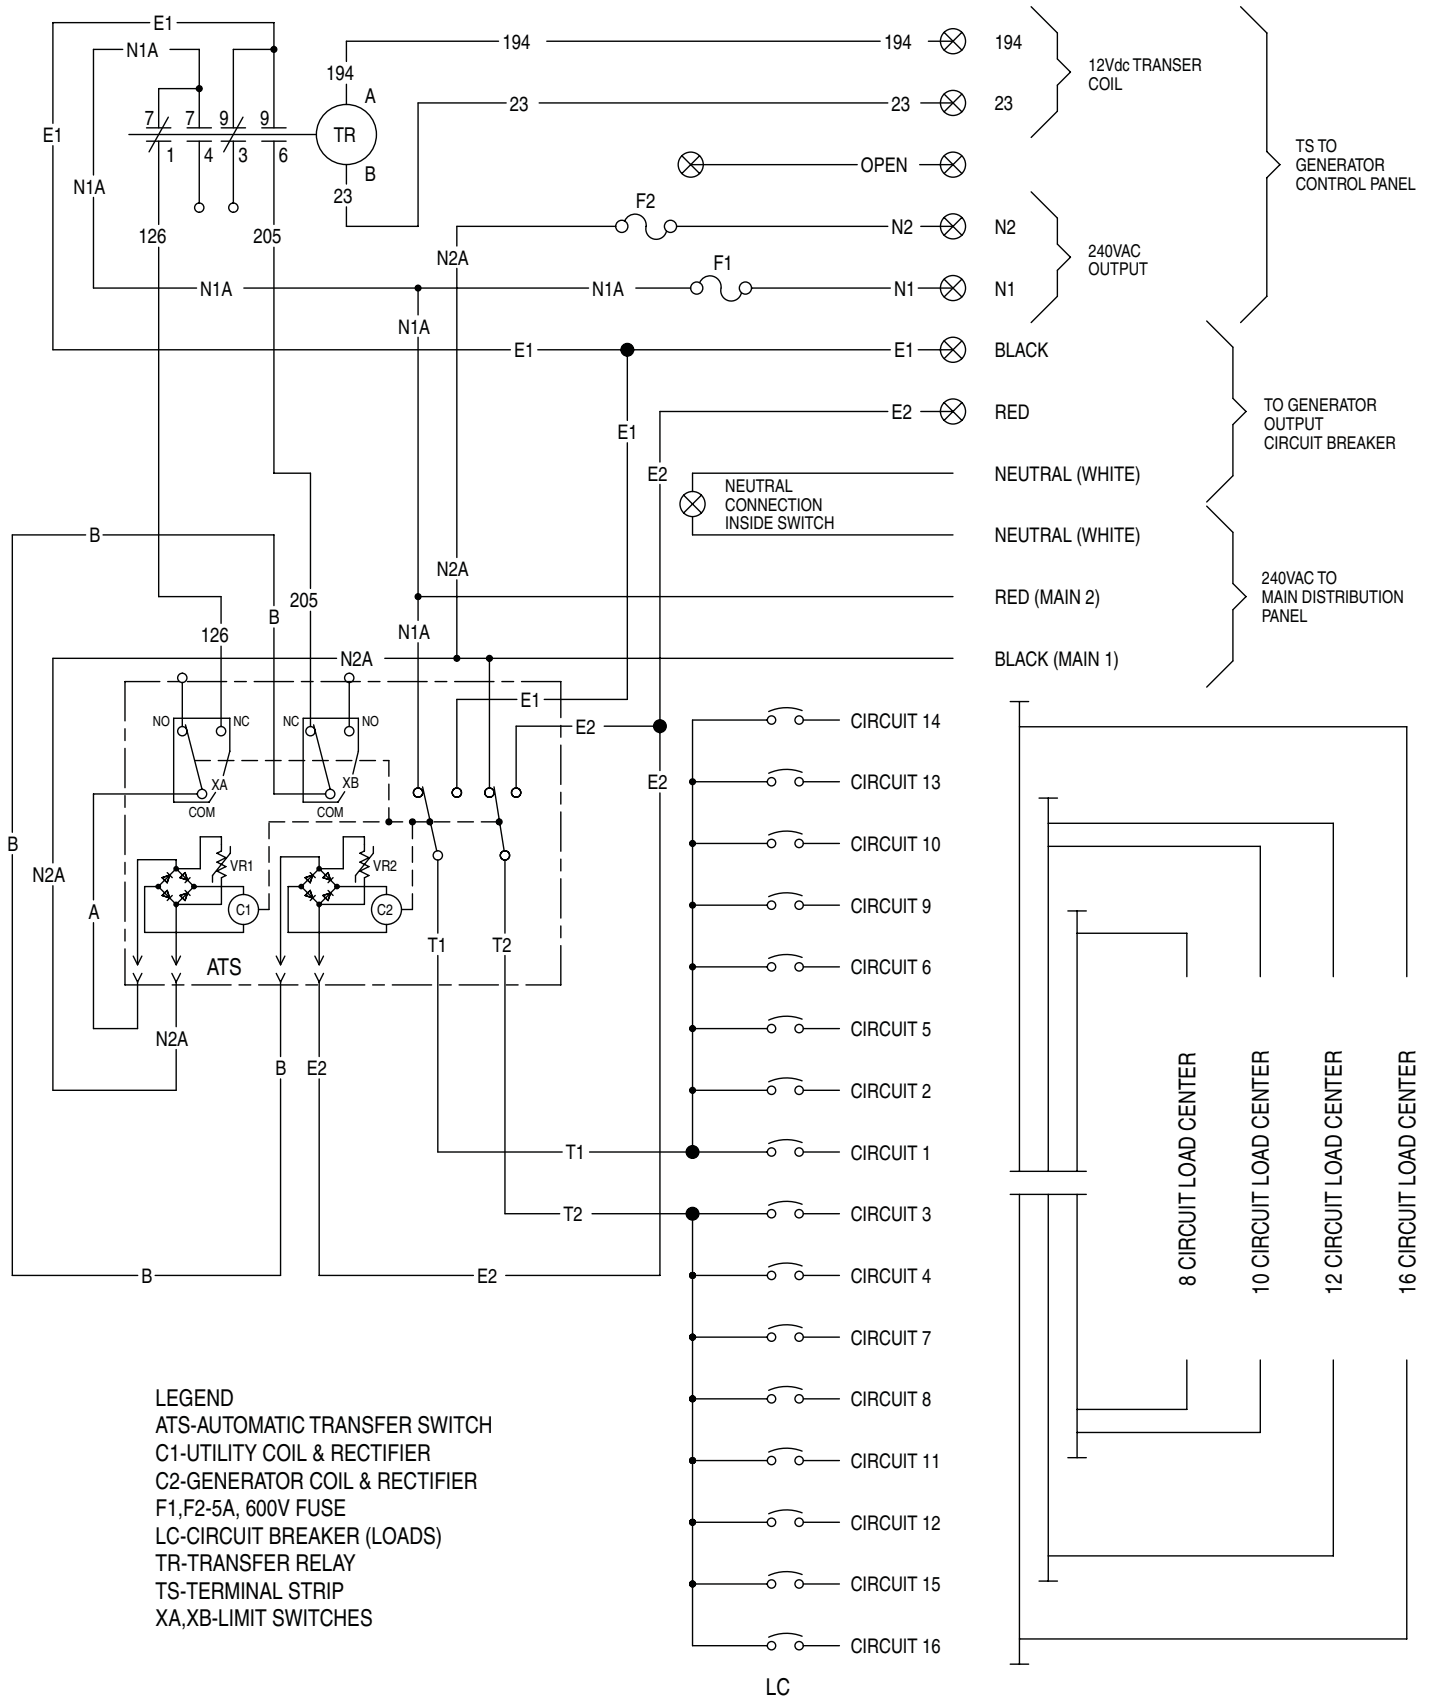 E1
N1A
194
194
194
194
12Vdc TRANSER
COIL
A
23
23
23
7
7
9
9
TR
E1
1
4
3
6
B
OPEN
TS TO
GENERATOR
CONTROL PANEL
N1A
23
F2
126
205
N2
N2
N2A
240VAC
OUTPUT
F1
N1A
N1A
N1
N1
N1A
E1
E1
BLACK
E2
RED
TO GENERATOR
OUTPUT
CIRCUIT BREAKER
E1
E2
NEUTRAL (WHITE)
NEUTRAL
CONNECTION
INSIDE SWITCH
B
NEUTRAL (WHITE)
N2A
240VAC TO
MAIN DISTRIBUTION
PANEL
205
RED (MAIN 2)
B
126
N1A
N2A
BLACK (MAIN 1)
E1
NO
NC
NC
NO
E2
CIRCUIT 14
XA
XB
E2
CIRCUIT 13
COM
COM
B
CIRCUIT 10
VR1
VR2
N2A
A
C1
C2
CIRCUIT 9
T1
T2
ATS
CIRCUIT 6
N2A
CIRCUIT 5
B
E2
CIRCUIT 2
T1
CIRCUIT 1
T2
CIRCUIT 3
B
E2
CIRCUIT 4
CIRCUIT 7
CIRCUIT 8
CIRCUIT 11
CIRCUIT 12
CIRCUIT 15
CIRCUIT 16
LC
8 CIRCUIT LOAD CENTER
10 CIRCUIT LOAD CENTER
12 CIRCUIT LOAD CENTER
16 CIRCUIT LOAD CENTER
LEGEND
ATS-AUTOMATIC TRANSFER SWITCH
C1-UTILITY COIL & RECTIFIER
C2-GENERATOR COIL & RECTIFIER
F1,F2-5A, 600V FUSE
LC-CIRCUIT BREAKER (LOADS)
TR-TRANSFER RELAY
TS-TERMINAL STRIP
XA,XB-LIMIT SWITCHES